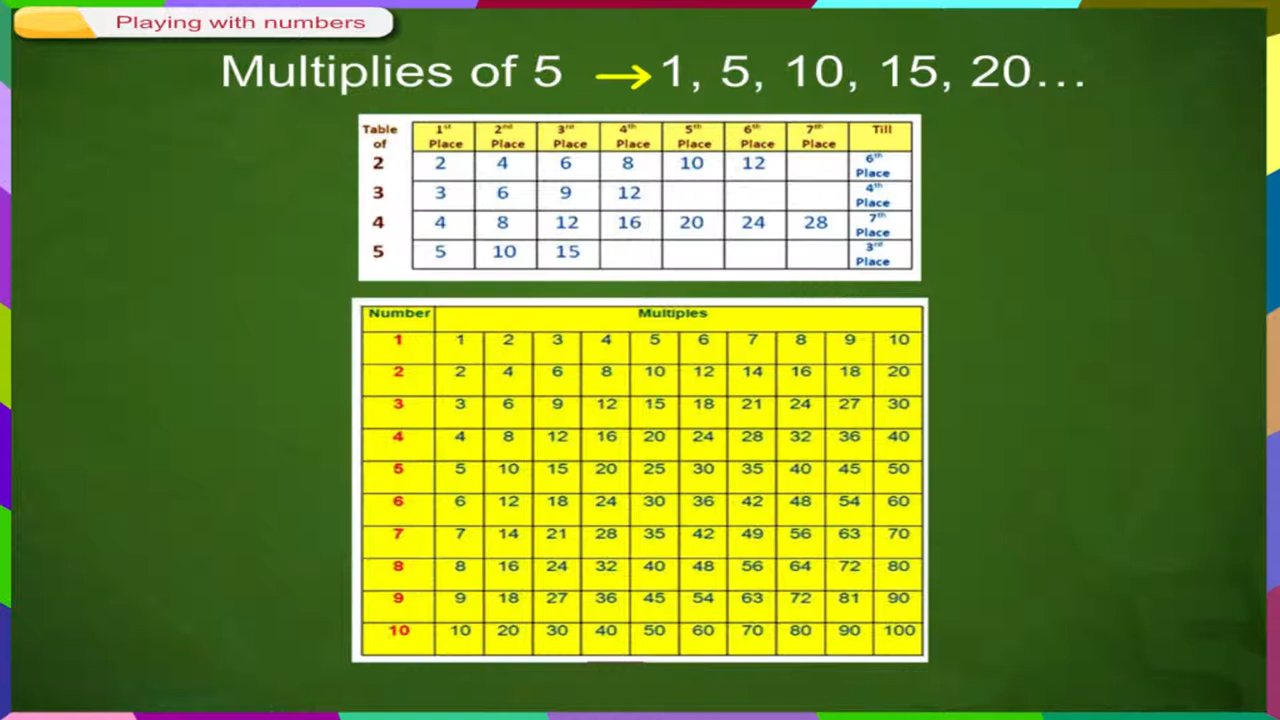 Playing with numbers
Multiplies of 5 → 1, 5, 10, 15, 20...
Table of 1st Place 2nd Place 3rd Place 4th Place 5th Place 6th Place 7th Place Till
2 2 4 6 8 10 12 6th Place
3 3 6 9 12 4th Place
4 4 8 12 16 20 24 28 7th Place
5 5 10 15 3rd Place
Number Multiples
1 1 2 3 4 5 6 7 8 9 10
2 2 4 6 8 10 12 14 16 18 20
3 3 6 9 12 15 18 21 24 27 30
4 4 8 12 16 20 24 28 32 36 40
5 5 10 15 20 25 30 35 40 45 50
6 6 12 18 24 30 36 42 48 54 60
7 7 14 21 28 35 42 49 56 63 70
8 8 16 24 32 40 48 56 64 72 80
9 9 18 27 36 45 54 63 72 81 90
10 10 20 30 40 50 60 70 80 90 100